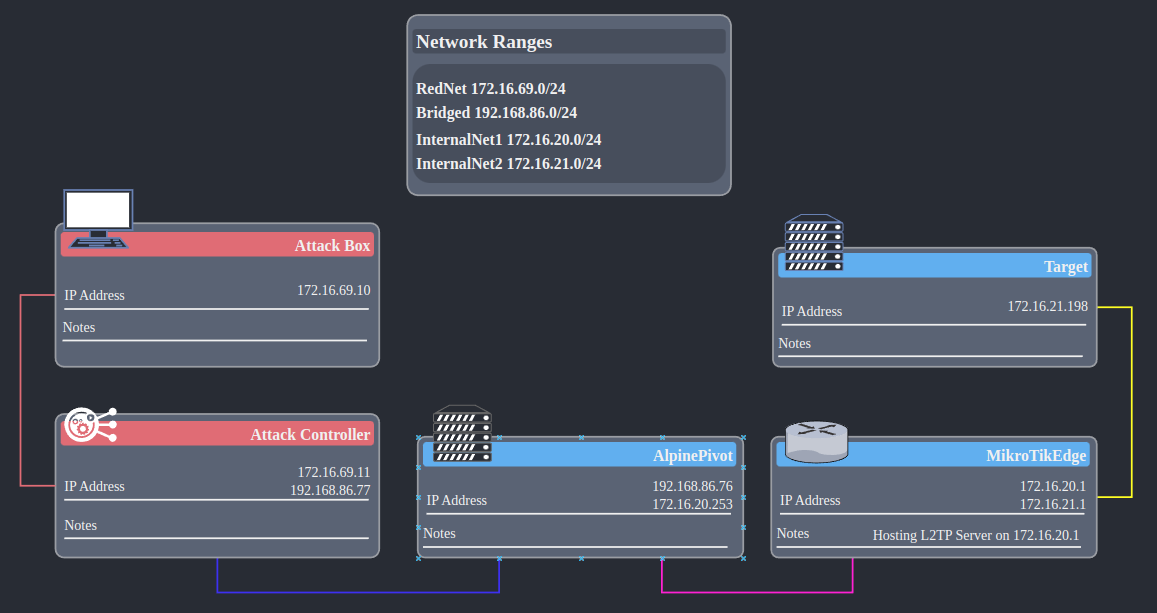 Network Ranges
RedNet 172.16.69.0/24
Bridged 192.168.86.0/24
InternalNet1 172.16.20.0/24
InternalNet2 172.16.21.0/24
Attack Box
IP Address 172.16.69.10
Notes
Target
IP Address 172.16.21.198
Notes
Attack Controller
172.16.69.11
IP Address 192.168.86.77
Notes
AlpinePivot
192.168.86.76
IP Address 172.16.20.253
Notes
MikroTikEdge
172.16.20.1
IP Address 172.16.21.1
Notes Hosting L2TP Server on 172.16.20.1